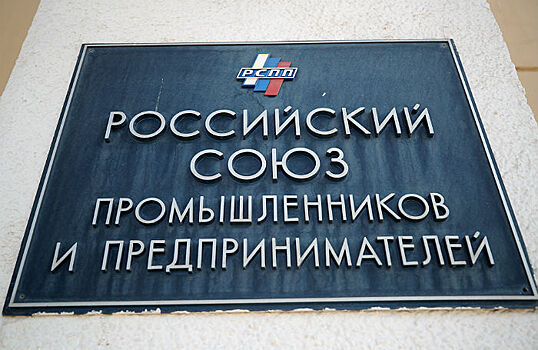 РСПП
РОССИЙСКИЙ
СОЮЗ
ПРОМЫШЛЕННИКОВ
И ПРЕДПРИНИМАТЕЛЕЙ